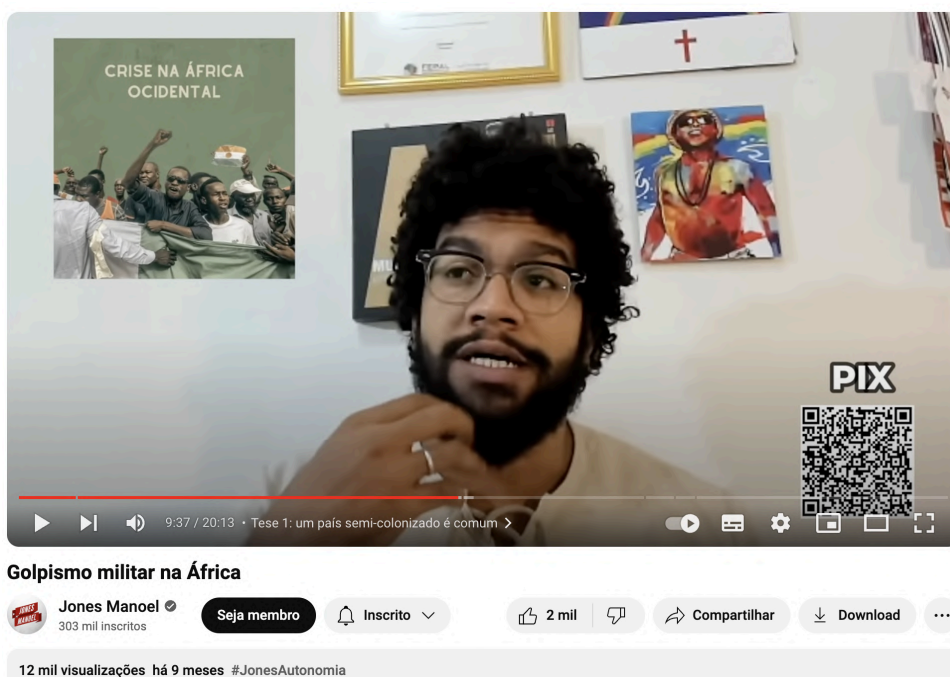 CRISE NA ÁFRICA
OCIDENTAL
PIX
9:37 / 20:13 • Tese 1: um país semi-colonizado é comum
Golpismo militar na África
JONES
MANOEL
Jones Manoel
303 mil inscritos
Seja membro
Inscrito
2 mil
Compartilhar
Download
12 mil visualizações há 9 meses #JonesAutonomia